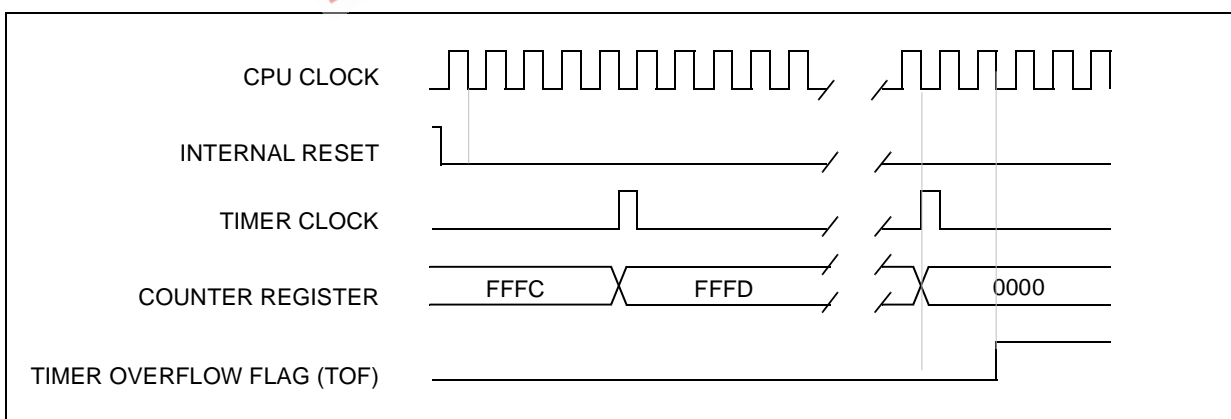 CPU CLOCK
INTERNAL RESET
TIMER CLOCK
COUNTER REGISTER FFFC FFFD 0000
TIMER OVERFLOW FLAG (TOF)